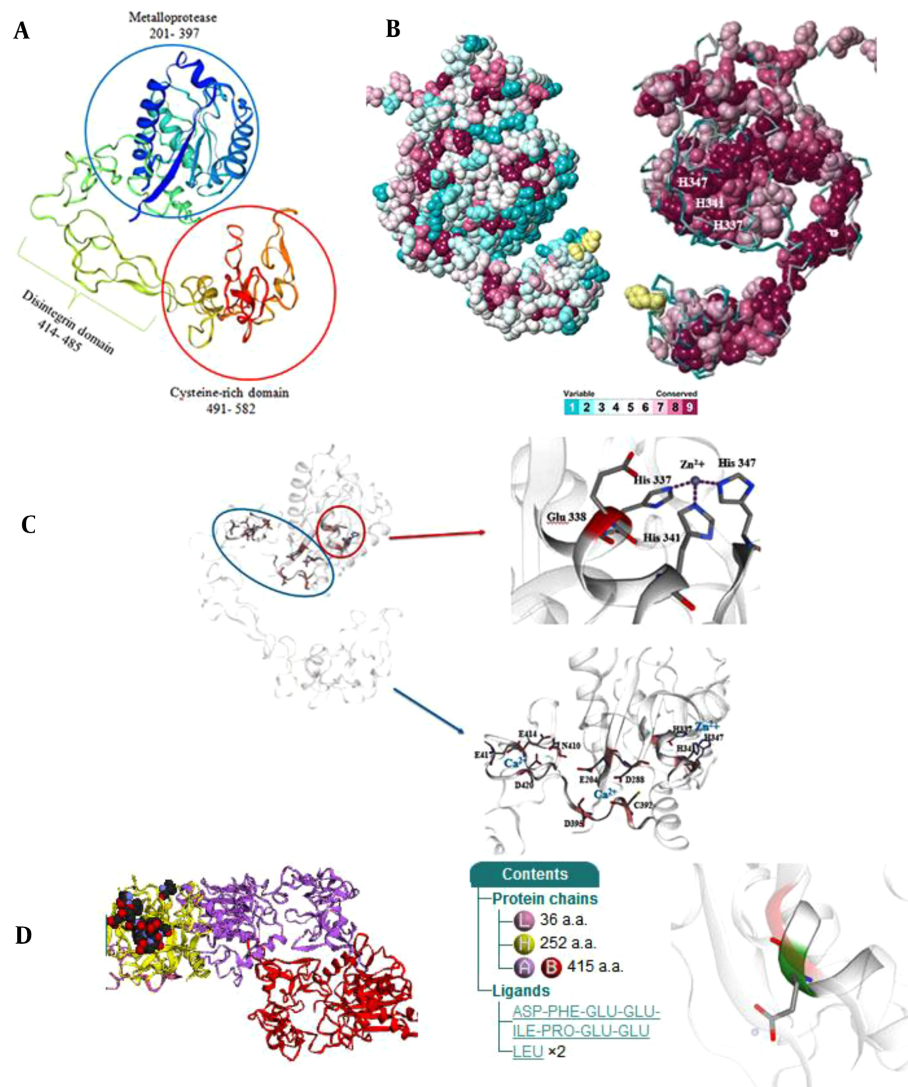 A
Metalloprotease
201- 397
Disintegrin domain
414- 485
Cysteine-rich domain
491- 582
B
H347
H341
H337
Variable
Conserved
1 2 3 4 5 6 7 8 9
C
Zn²⁺
His 347
His 337
Glu 338
His 341
E414
N410
E41
Ca²⁺
D420
E204
D288
Ca²⁺
D395
C392
H337
Zn²⁺
H347
H341
D
Contents
Protein chains
L 36 a.a.
H 252 a.a.
A B 415 a.a.
Ligands
ASP-PHE-GLU-GLU-
ILE-PRO-GLU-GLU
LEU ×2